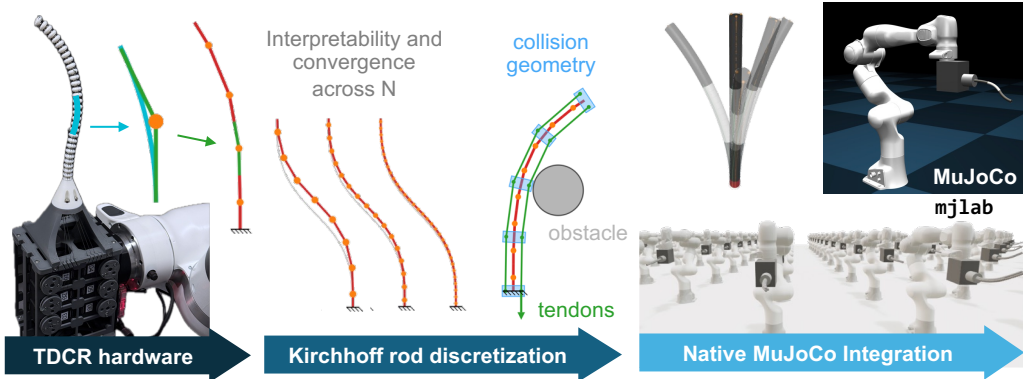 Interpretability and
convergence
across N
collision
geometry
obstacle
tendons
MuJoCo
mjlab
TDCR hardware
Kirchhoff rod discretization
Native MuJoCo Integration